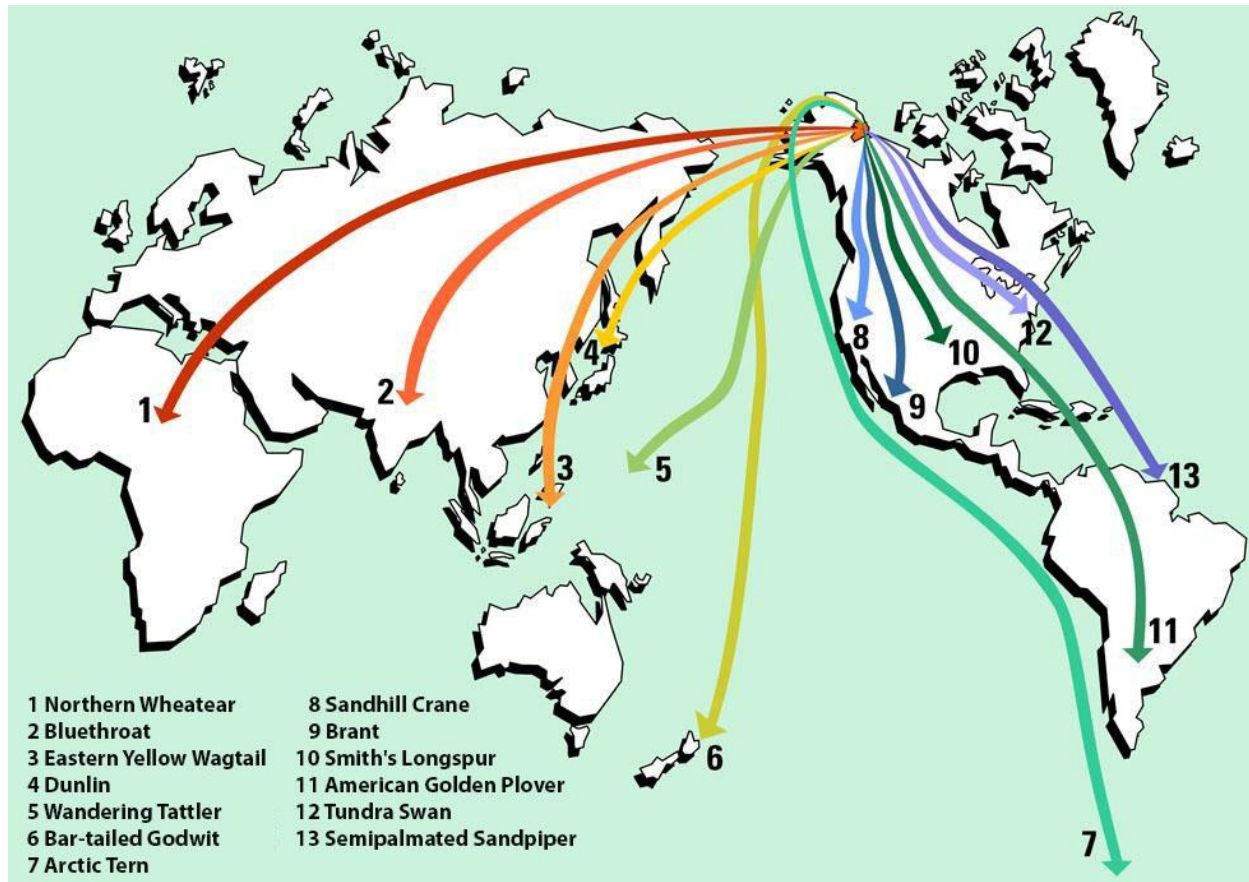 1
2
3
4
5
6
7
8
9
10
11
12
13
1 Northern Wheatear
2 Bluethroat
3 Eastern Yellow Wagtail
4 Dunlin
5 Wandering Tattler
6 Bar-tailed Godwit
7 Arctic Tern
8 Sandhill Crane
9 Brant
10 Smith's Longspur
11 American Golden Plover
12 Tundra Swan
13 Semipalmated Sandpiper